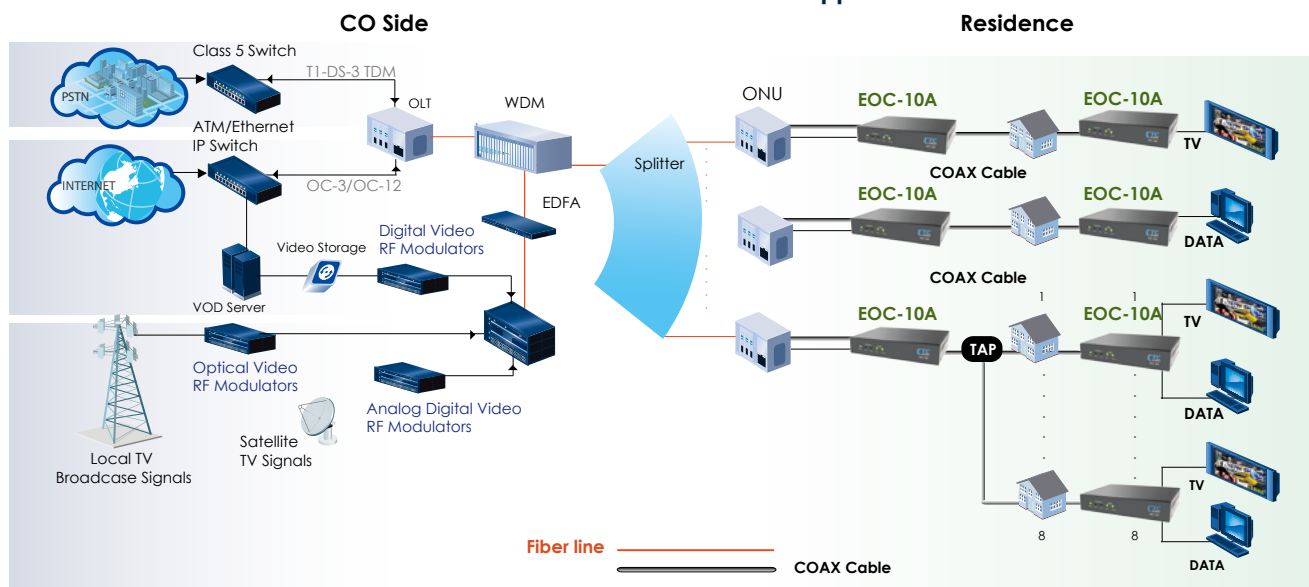 CO Side
Residence
Class 5 Switch
T1-DS-3 TDM
PSTN
OLT
WDM
ATM/Ethernet
IP Switch
INTERNET
OC-3/OC-12
EDFA
Digital Video
RF Modulators
Video Storage
VOD Server
Optical Video
RF Modulators
Analog Digital Video
RF Modulators
Satellite
TV Signals
Local TV
Broadcase Signals
Splitter
ONU
EOC-10A
EOC-10A
TV
COAX Cable
EOC-10A
EOC-10A
DATA
COAX Cable
1
1
EOC-10A
EOC-10A
TV
TAP
DATA
TV
8
8
DATA
Fiber line
COAX Cable